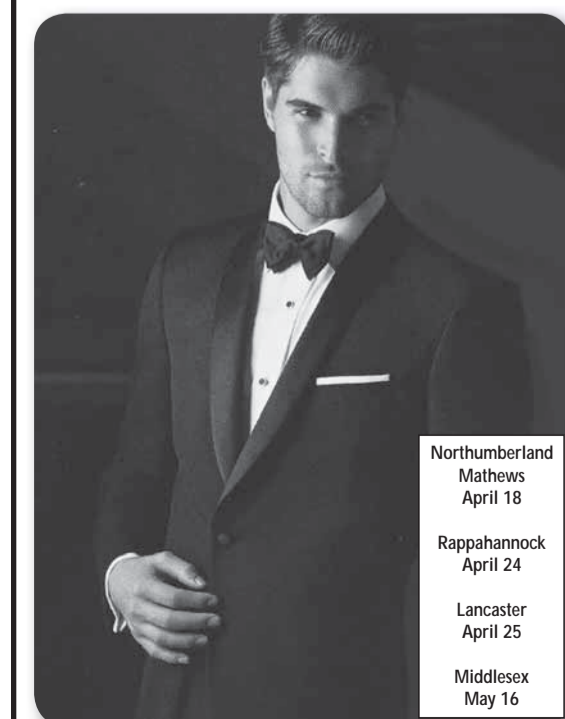 Northumberland
Mathews
April 18
Rappahannock
April 24
Lancaster
April 25
Middlesex
May 16